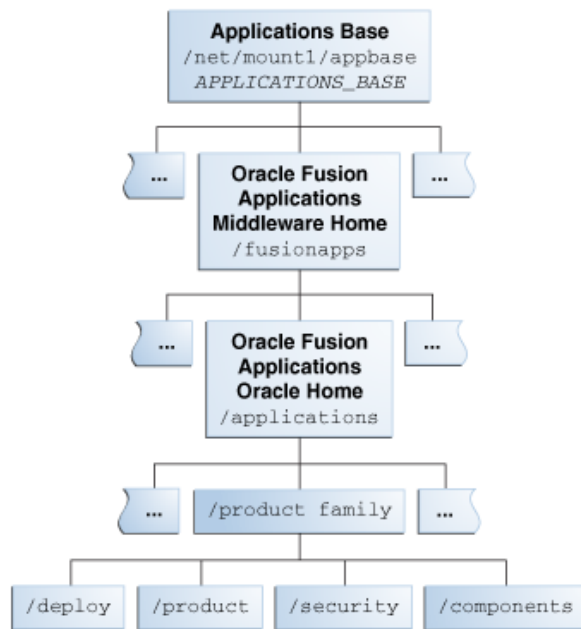 Applications Base
/net/mount1/appbase
APPLICATIONS_BASE
...
Oracle Fusion
Applications
Middleware Home
/fusionapps
...
...
Oracle Fusion
Applications
Oracle Home
/applications
...
...
/product family
...
/deploy
/product
/security
/components